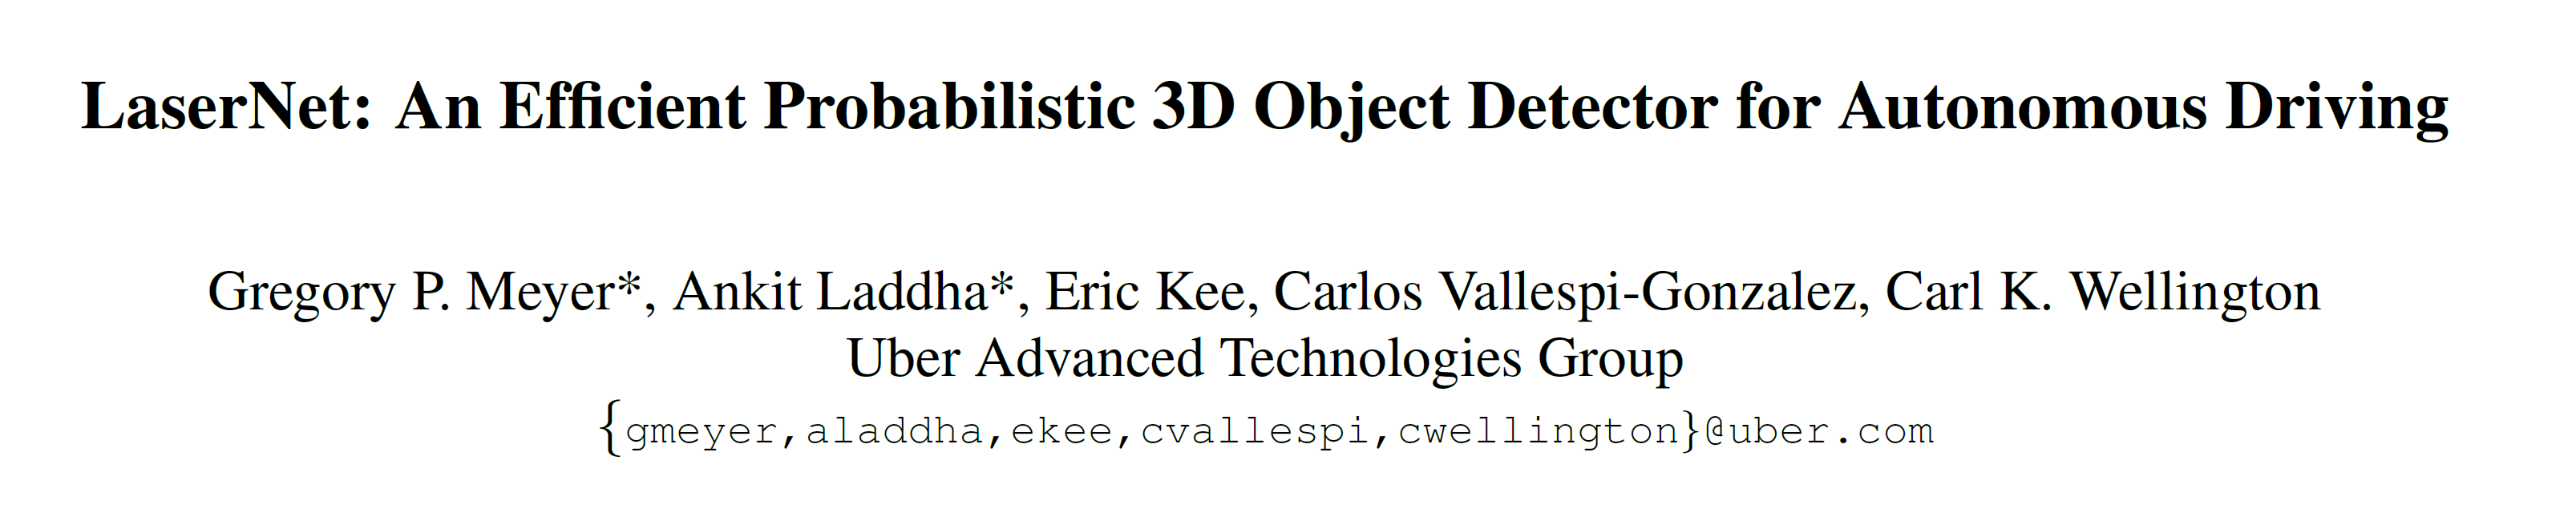 LaserNet: An Efficient Probabilistic 3D Object Detector for Autonomous Driving
Gregory P. Meyer*, Ankit Laddha*, Eric Kee, Carlos Vallespi-Gonzalez, Carl K. Wellington
Uber Advanced Technologies Group
{gmeyer,aladdha,ekee,cvallespi,cwellington}@uber.com